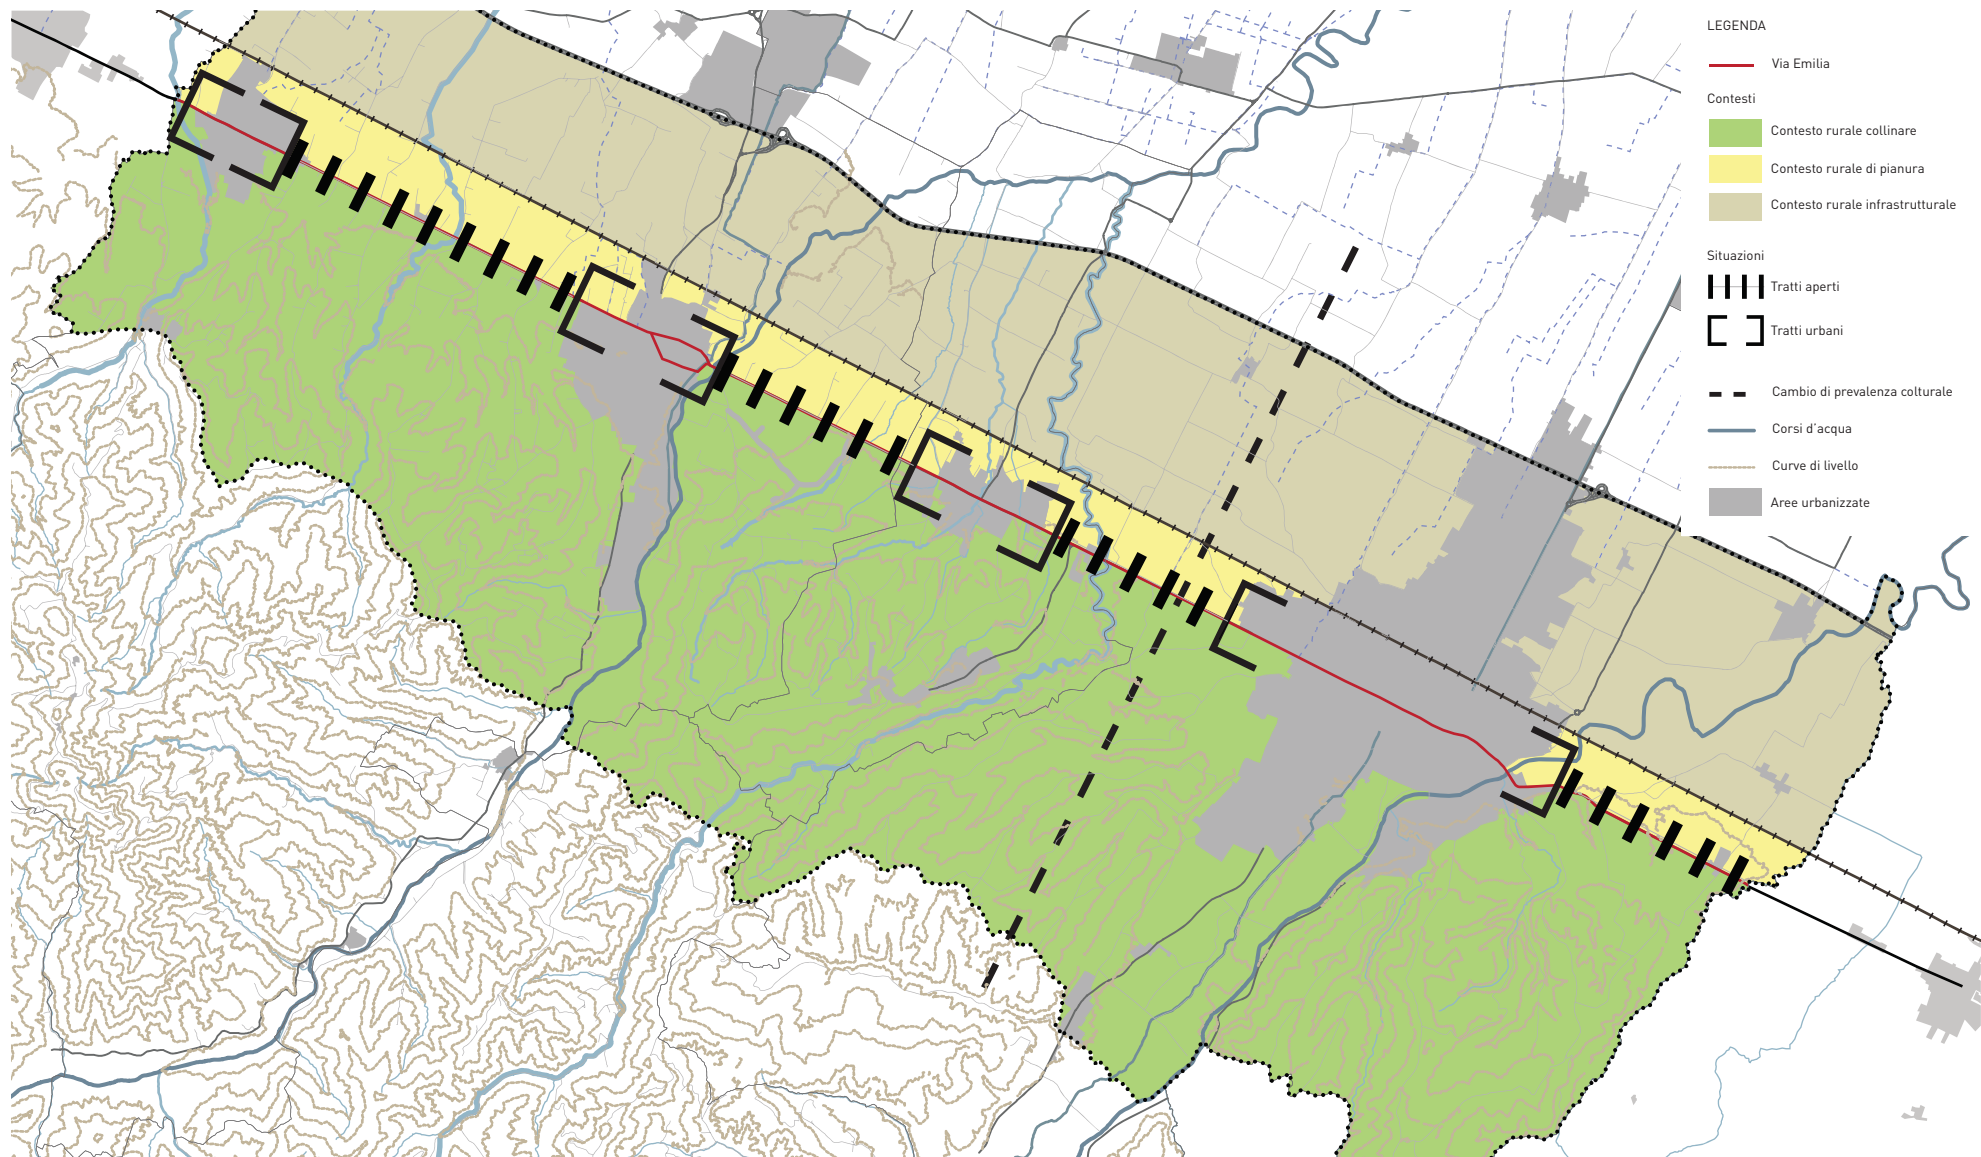 LEGENDA
Via Emilia
Contesti
Contesto rurale collinare
Contesto rurale di pianura
Contesto rurale infrastrutturale
Situazioni
Tratti aperti
Tratti urbani
Cambio di prevalenza colturale
Corsi d'acqua
Curve di livello
Aree urbanizzate